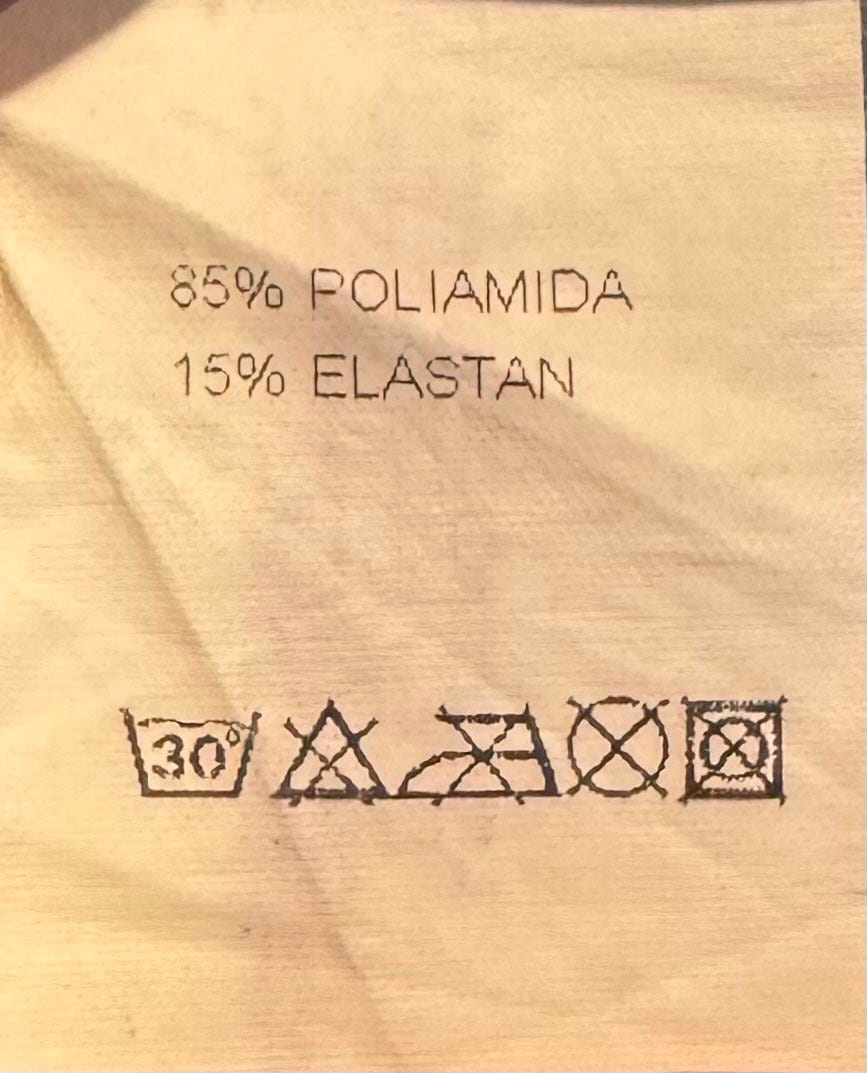 85% POLIAMIDA
15% ELASTAN
30°